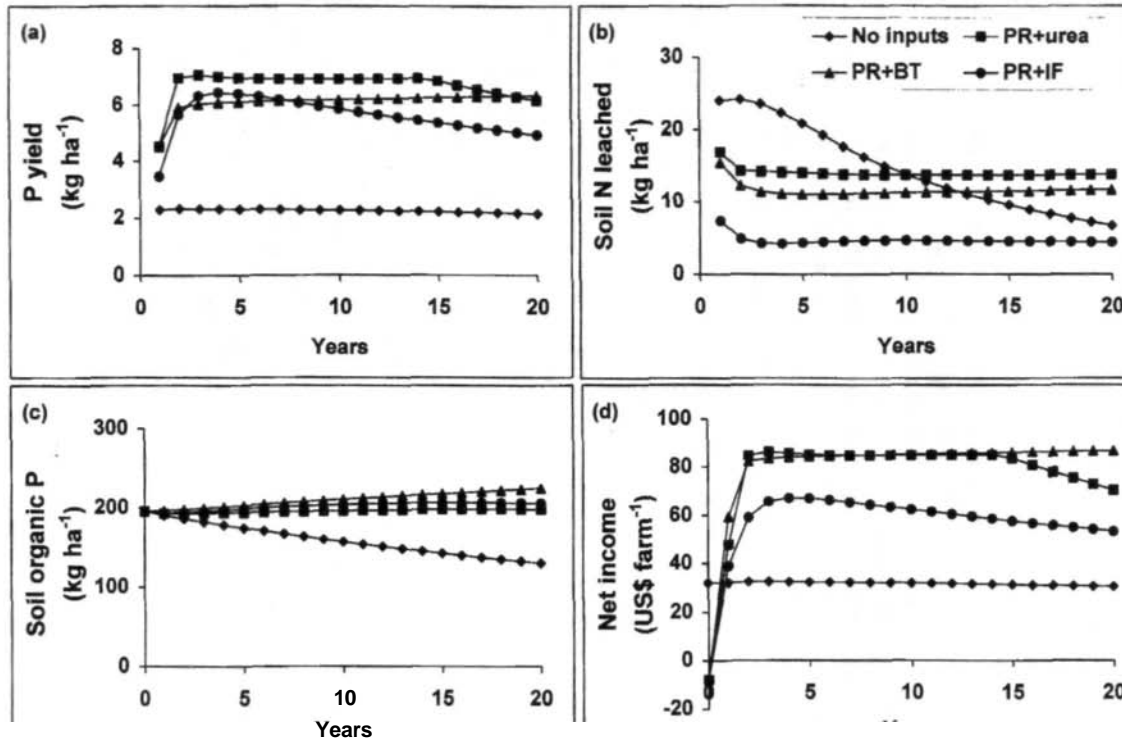 (a)
8
6
4
2
0
P yield
(kg ha⁻¹)
0 5 10 15 20
Years
(b)
No inputs PR+urea
PR+BT PR+IF
30
20
10
0
Soil N leached
(kg ha⁻¹)
0 5 10 15 20
Years
(c)
300
200
100
0
Soil organic P
(kg ha⁻¹)
0 5 10 15 20
Years
(d)
100
80
60
40
20
0
-20
Net income
(US$ farm⁻¹)
5 10 15 20